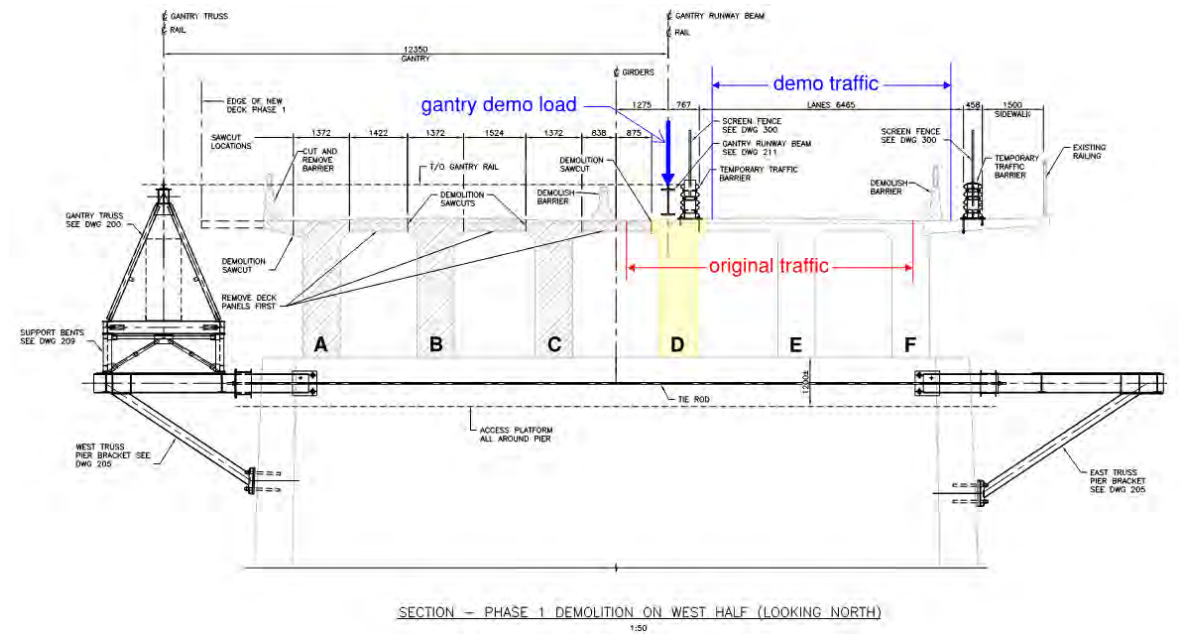 GANTRY TRUSS
RAIL
GANTRY RUNWAY BEAM
RAIL
12350
GANTRY
GIRDERS
EDGE OF NEW
DECK PHASE 1
gantry demo load
demo traffic
1275
767
LANES 6465
458
1500
SIDEWALK
SAWCUT
LOCATIONS
1372
1422
1372
1524
1372
838
875
SCREEN FENCE
SEE DWG 300
SCREEN FENCE
SEE DWG 300
EXISTING
RAILING
CUT AND
REMOVE
BARRIER
T/O GANTRY RAIL
DEMOLITION
SAWCUT
GANTRY RUNWAY BEAM
SEE DWG 211
TEMPORARY TRAFFIC
BARRIER
TEMPORARY
TRAFFIC
BARRIER
DEMOLISH
BARRIER
DEMOLISH
BARRIER
DEMOLITION
SAWCUTS
GANTRY TRUSS
SEE DWG 200
DEMOLITION
SAWCUT
original traffic
REMOVE DECK
PANELS FIRST
SUPPORT BENTS
SEE DWG 209
A
B
C
D
E
F
1200±
TIE ROD
ACCESS PLATFORM
ALL AROUND PIER
WEST TRUSS
PIER BRACKET SEE
DWG 205
EAST TRUSS
PIER BRACKET
SEE DWG 205
SECTION – PHASE 1 DEMOLITION ON WEST HALF (LOOKING NORTH)
1:50